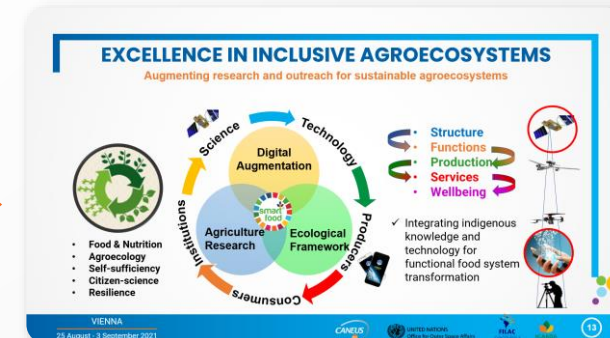 EXCELLENCE IN INCLUSIVE AGROECOSYSTEMS
Augmenting research and outreach for sustainable agroecosystems
Science
Technology
Producers
Consumers
Institutions
Digital
Augmentation
Agriculture
Research
Ecological
Framework
smart
food
• Food & Nutrition
• Agroecology
• Self-sufficiency
• Citizen-science
• Resilience
• Structure
• Functions
• Production
• Services
• Wellbeing
✓ Integrating indigenous
knowledge and
technology for
functional food system
transformation
VIENNA
25 August - 3 September 2021
CANEUS
UNITED NATIONS
Office for Outer Space Affairs
13